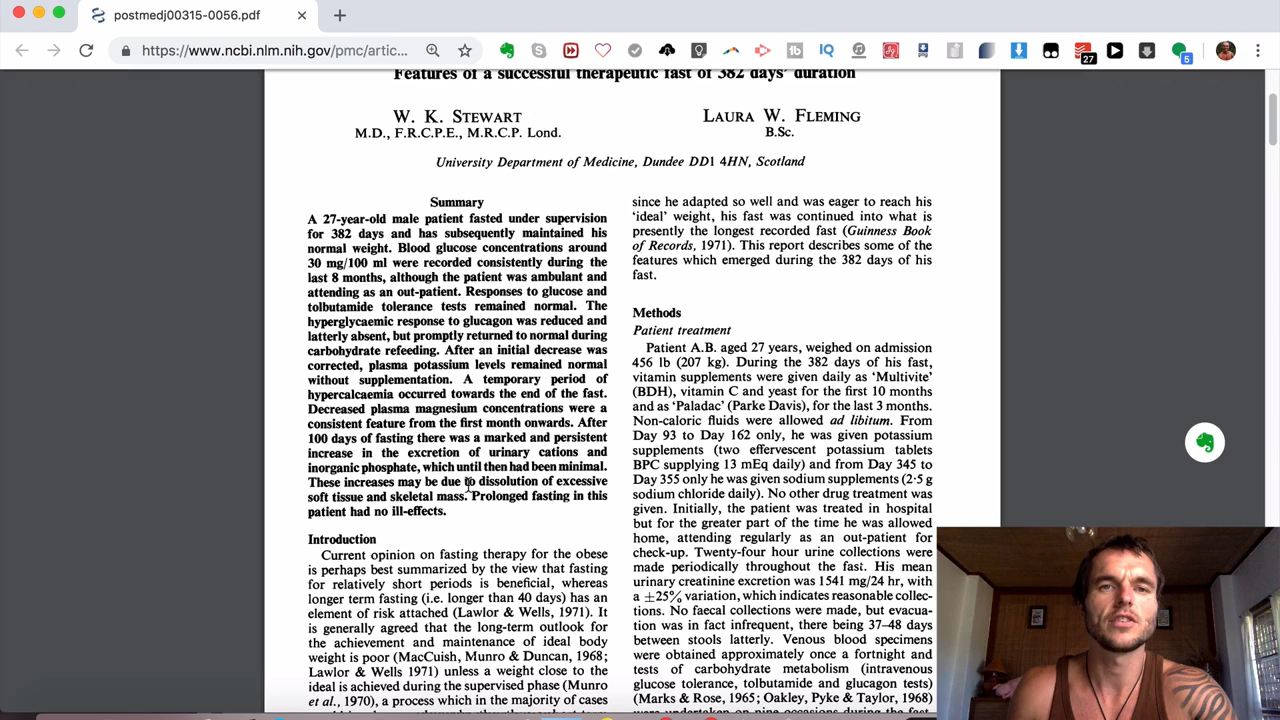 postmedj00315-0056.pdf
https://www.ncbi.nlm.nih.gov/pmc/artic...
27
5
Features of a successful therapeutic fast of 382 days' duration
W. K. STEWART
M.D., F.R.C.P.E., M.R.C.P. Lond.
LAURA W. FLEMING
B.Sc.
University Department of Medicine, Dundee DD1 4HN, Scotland
Summary
A 27-year-old male patient fasted under supervision
for 382 days and has subsequently maintained his
normal weight. Blood glucose concentrations around
30 mg/100 ml were recorded consistently during the
last 8 months, although the patient was ambulant and
attending as an out-patient. Responses to glucose and
tolbutamide tolerance tests remained normal. The
hyperglycaemic response to glucagon was reduced and
latterly absent, but promptly returned to normal during
carbohydrate refeeding. After an initial decrease was
corrected, plasma potassium levels remained normal
without supplementation. A temporary period of
hypercalcaemia occurred towards the end of the fast.
Decreased plasma magnesium concentrations were a
consistent feature from the first month onwards. After
100 days of fasting there was a marked and persistent
increase in the excretion of urinary cations and
inorganic phosphate, which until then had been minimal.
These increases may be due to dissolution of excessive
soft tissue and skeletal mass. Prolonged fasting in this
patient had no ill-effects.
Introduction
Current opinion on fasting therapy for the obese
is perhaps best summarized by the view that fasting
for relatively short periods is beneficial, whereas
longer term fasting (i.e. longer than 40 days) has an
element of risk attached (Lawlor & Wells, 1971). It
is generally agreed that the long-term outlook for
the achievement and maintenance of ideal body
weight is poor (MacCuish, Munro & Duncan, 1968;
Lawlor & Wells 1971) unless a weight close to the
ideal is achieved during the supervised phase (Munro
et al., 1970), a process which in the majority of cases
since he adapted so well and was eager to reach his
'ideal' weight, his fast was continued into what is
presently the longest recorded fast (Guinness Book
of Records, 1971). This report describes some of the
features which emerged during the 382 days of his
fast.
Methods
Patient treatment
Patient A.B. aged 27 years, weighed on admission
456 lb (207 kg). During the 382 days of his fast,
vitamin supplements were given daily as 'Multivite'
(BDH), vitamin C and yeast for the first 10 months
and as 'Paladac' (Parke Davis), for the last 3 months.
Non-caloric fluids were allowed ad libitum. From
Day 93 to Day 162 only, he was given potassium
supplements (two effervescent potassium tablets
BPC supplying 13 mEq daily) and from Day 345 to
Day 355 only he was given sodium supplements (2·5 g
sodium chloride daily). No other drug treatment was
given. Initially, the patient was treated in hospital
but for the greater part of the time he was allowed
home, attending regularly as an out-patient for
check-up. Twenty-four hour urine collections were
made periodically throughout the fast. His mean
urinary creatinine excretion was 1541 mg/24 hr, with
a ±25% variation, which indicates reasonable collec-
tions. No faecal collections were made, but evacua-
tion was in fact infrequent, there being 37–48 days
between stools latterly. Venous blood specimens
were obtained approximately once a fortnight and
tests of carbohydrate metabolism (intravenous
glucose tolerance, tolbutamide and glucagon tests)
(Marks & Rose, 1965; Oakley, Pyke & Taylor, 1968)